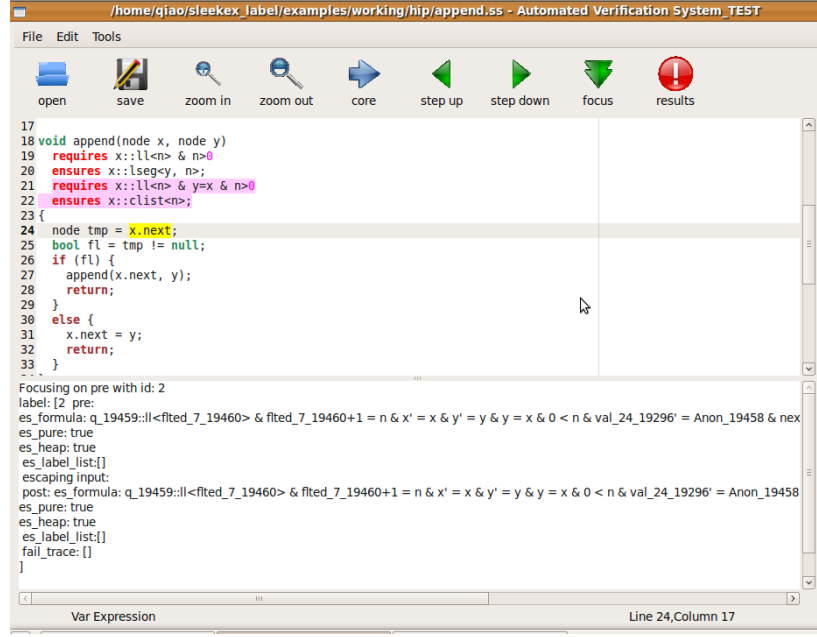 /home/qiao/sleekex_label/examples/working/hip/append.ss - Automated Verification System_TEST
File Edit Tools
open save zoom in zoom out core step up step down focus results
17
18 void append(node x, node y)
19 requires x::ll<n> & n>0
20 ensures x::lseg<y, n>;
21 requires x::ll<n> & y=x & n>0
22 ensures x::clist<n>;
23 {
24 node tmp = x.next;
25 bool fl = tmp != null;
26 if (fl) {
27 append(x.next, y);
28 return;
29 }
30 else {
31 x.next = y;
32 return;
33 }
Focusing on pre with id: 2
label: [2 pre:
es_formula: q_19459::ll<flted_7_19460> & flted_7_19460+1 = n & x' = x & y' = y & y = x & 0 < n & val_24_19296' = Anon_19458 & nex
es_pure: true
es_heap: true
es_label_list:[]
escaping input:
post: es_formula: q_19459::ll<flted_7_19460> & flted_7_19460+1 = n & x' = x & y' = y & y = x & 0 < n & val_24_19296' = Anon_19458
es_pure: true
es_heap: true
es_label_list:[]
fail_trace: []
]
Var Expression Line 24,Column 17